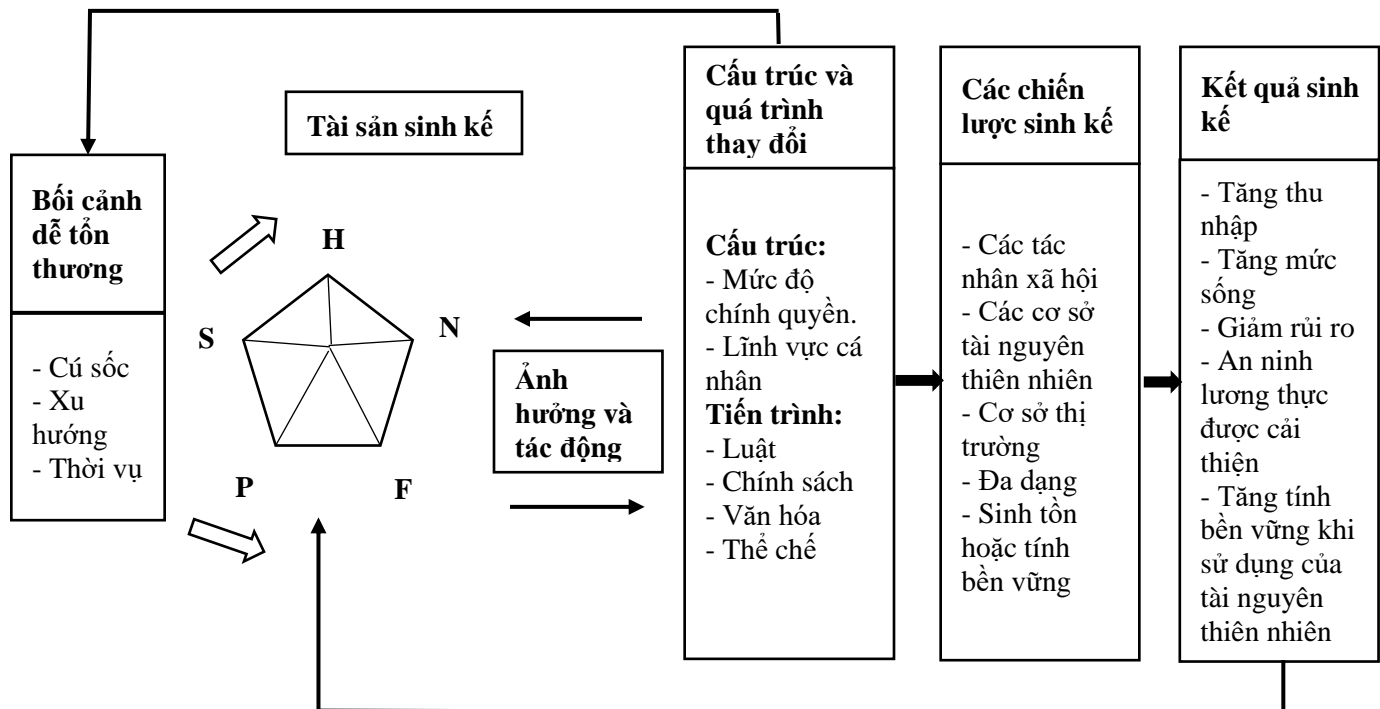 Tài sản sinh kế
Bối cảnh
dễ tổn
thương
- Cú sốc
- Xu
hướng
- Thời vụ
H
S
N
P
F
Ảnh
hưởng và
tác động
Cấu trúc và
quá trình
thay đổi
Cấu trúc:
- Mức độ
chính quyền.
- Lĩnh vực cá
nhân
Tiến trình:
- Luật
- Chính sách
- Văn hóa
- Thể chế
Các chiến
lược sinh kế
- Các tác
nhân xã hội
- Các cơ sở
tài nguyên
thiên nhiên
- Cơ sở thị
trường
- Đa dạng
- Sinh tồn
hoặc tính
bền vững
Kết quả sinh
kế
- Tăng thu
nhập
- Tăng mức
sống
- Giảm rủi ro
- An ninh
lương thực
được cải
thiện
- Tăng tính
bền vững khi
sử dụng của
tài nguyên
thiên nhiên